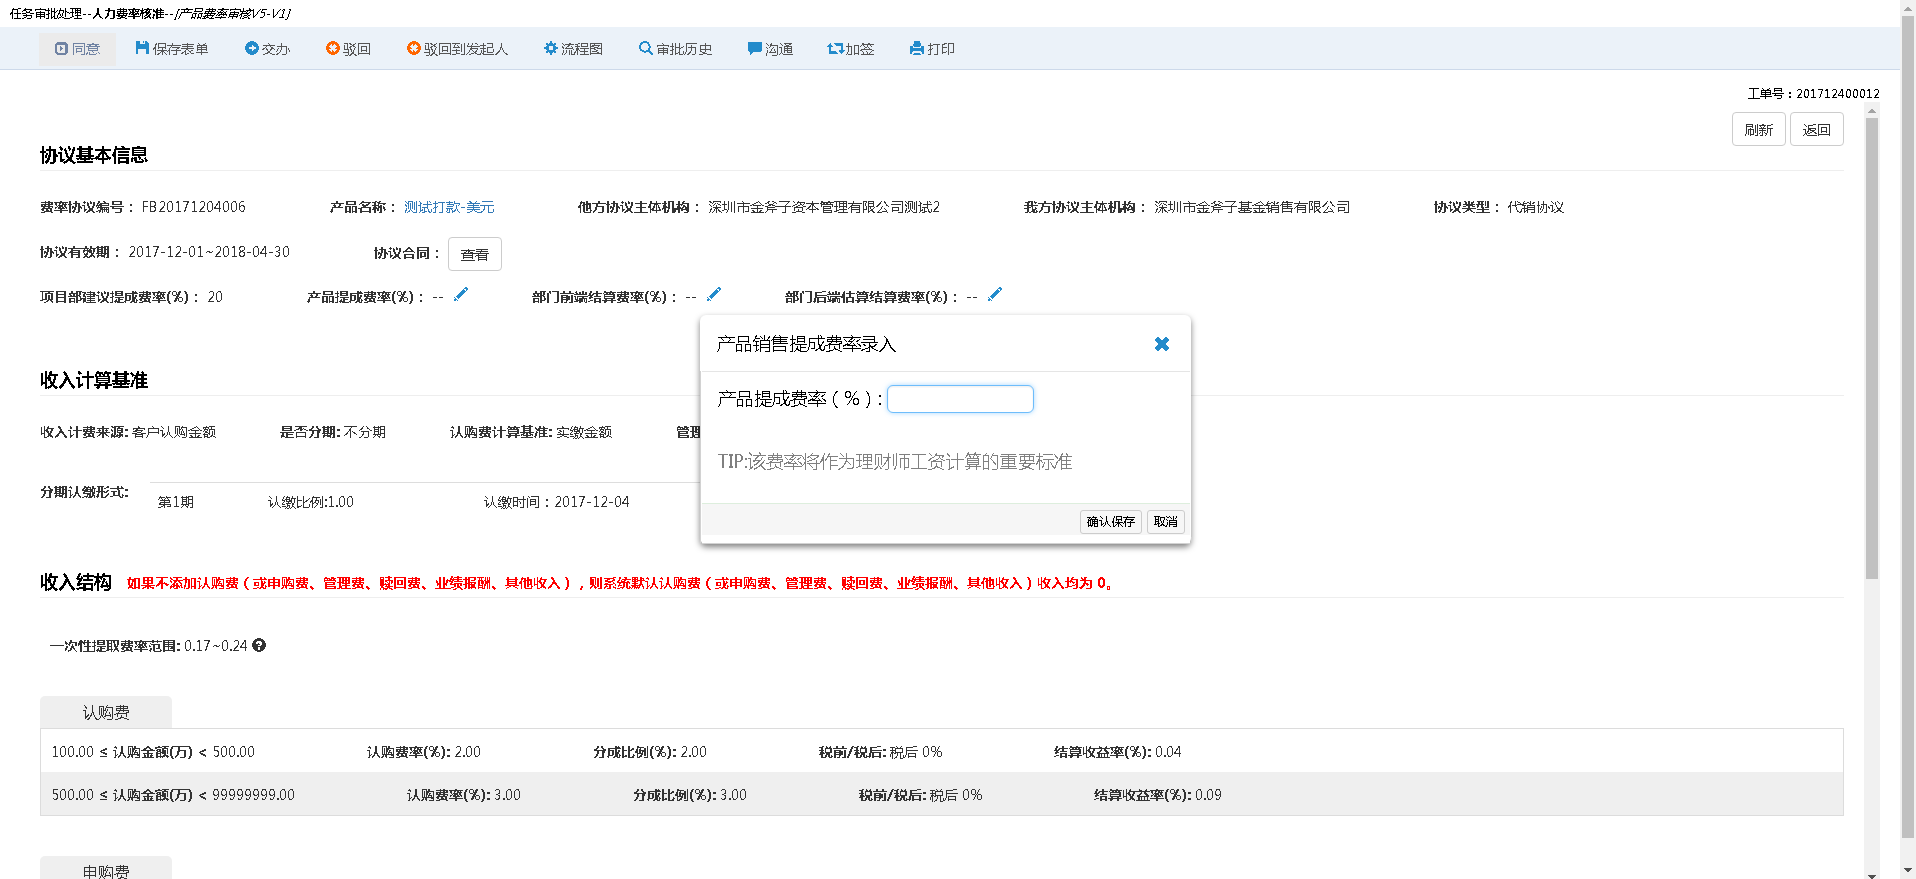 任务审批处理--人力费率核准--[产品费率审核V5-V1]
同意 保存表单 交办 驳回 驳回到发起人 流程图 审批历史 沟通 加签 打印
工单号：201712400012
刷新 返回
协议基本信息
费率协议编号： FB20171204006 产品名称： 测试打款-美元 他方协议主体机构： 深圳市金斧子资本管理有限公司测试2 我方协议主体机构： 深圳市金斧子基金销售有限公司 协议类型： 代销协议
协议有效期： 2017-12-01~2018-04-30 协议合同： 查看
项目部建议提成费率(%)： 20 产品提成费率(%)： -- 部门前端结算费率(%)： -- 部门后端估算结算费率(%)： --
产品销售提成费率录入
产品提成费率（%）:
TIP:该费率将作为理财师工资计算的重要标准
确认保存 取消
收入计算基准
收入计费来源: 客户认购金额 是否分期: 不分期 认购费计算基准: 实缴金额 管理
分期认缴形式: 第1期 认缴比例:1.00 认缴时间：2017-12-04
收入结构 如果不添加认购费（或申购费、管理费、赎回费、业绩报酬、其他收入），则系统默认认购费（或申购费、管理费、赎回费、业绩报酬、其他收入）收入均为 0。
一次性提取费率范围: 0.17~0.24
认购费
100.00 ≤ 认购金额(万) < 500.00 认购费率(%): 2.00 分成比例(%): 2.00 税前/税后: 税后 0% 结算收益率(%): 0.04
500.00 ≤ 认购金额(万) < 99999999.00 认购费率(%): 3.00 分成比例(%): 3.00 税前/税后: 税后 0% 结算收益率(%): 0.09
申购费